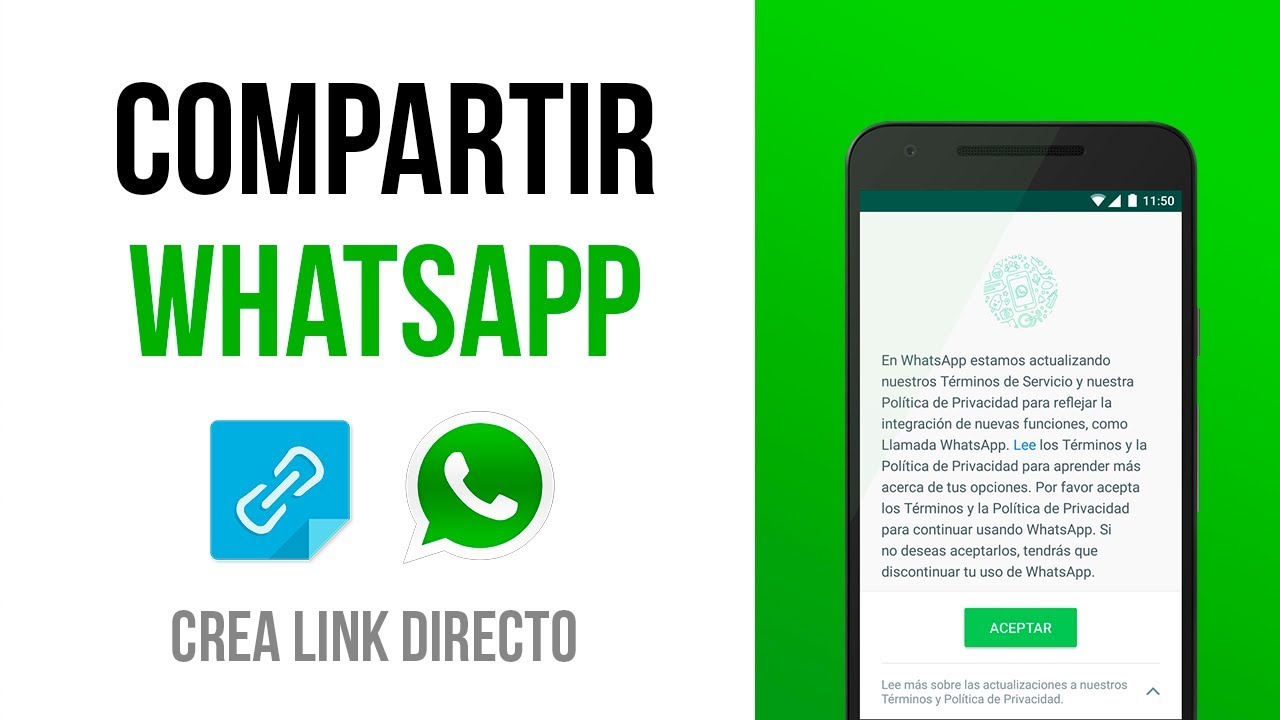 COMPARTIR
WHATSAPP
CREA LINK DIRECTO
11:50
En WhatsApp estamos actualizando
nuestros Términos de Servicio y nuestra
Política de Privacidad para reflejar la
integración de nuevas funciones, como
Llamada WhatsApp. Lee los Términos y la
Política de Privacidad para aprender más
acerca de tus opciones. Por favor acepta
los Términos y la Política de Privacidad
para continuar usando WhatsApp. Si
no deseas aceptarlos, tendrás que
discontinuar tu uso de WhatsApp.
ACEPTAR
Lee más sobre las actualizaciones a nuestros
Términos y Política de Privacidad.